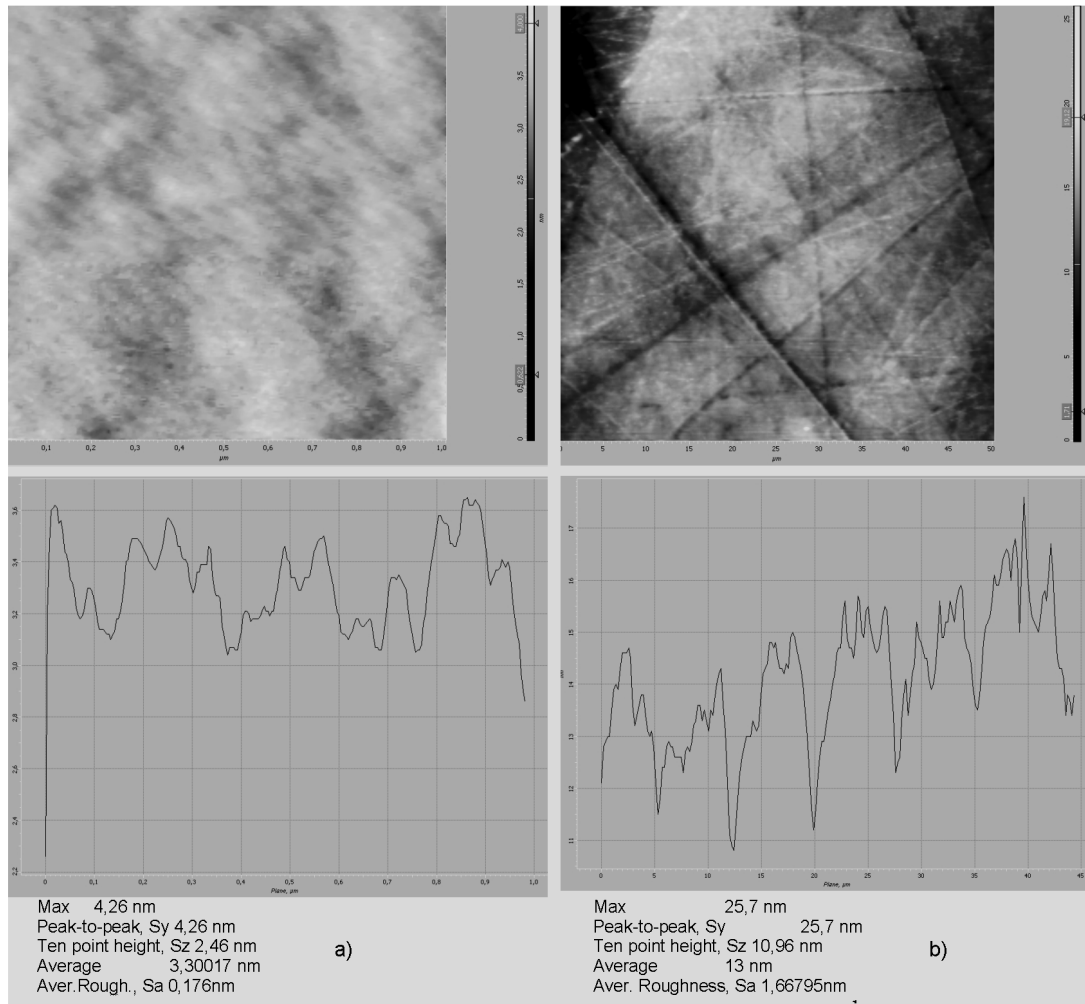 4,000
3,5
3,0
2,5
nm
2,0
1,5
1,0
0,5
0,632
0
0,1 0,2 0,3 0,4 0,5 0,6 0,7 0,8 0,9 1,0
µm
20
15
10
5
0
5 10 15 20 25 30 35 40 45 50
µm
3,6
3,4
3,2
3,0
2,8
2,6
2,4
2,2
0 0,1 0,2 0,3 0,4 0,5 0,6 0,7 0,8 0,9 1,0
Plane, µm
17
16
15
14
13
12
11
0 5 10 15 20 25 30 35 40 45
Plane, µm
Max 4,26 nm
Peak-to-peak, Sy 4,26 nm
Ten point height, Sz 2,46 nm
Average 3,30017 nm
Aver.Rough., Sa 0,176nm
a)
Max 25,7 nm
Peak-to-peak, Sy 25,7 nm
Ten point height, Sz 10,96 nm
Average 13 nm
Aver. Roughness, Sa 1,66795nm
b)